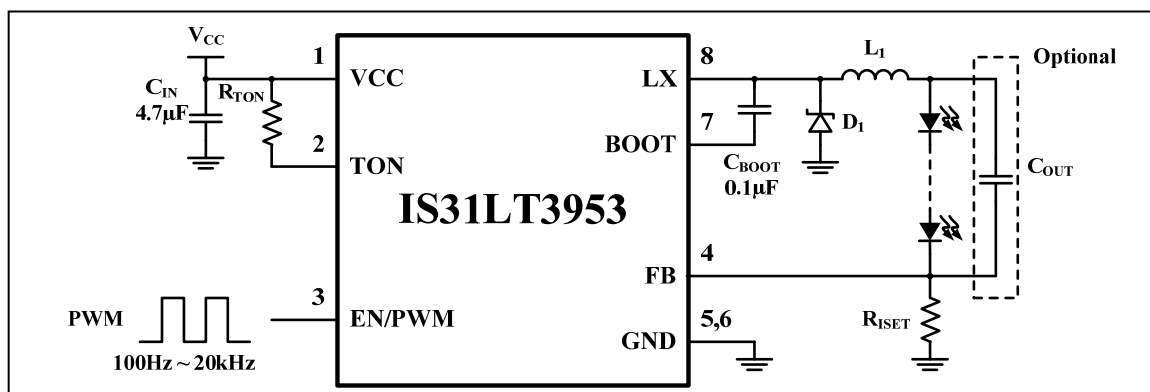 VCC
1
8
L1
Optional
CIN
4.7µF
RTON
VCC
LX
7
D1
2
BOOT
TON
CBOOT
0.1µF
COUT
IS31LT3953
4
FB
3
PWM
EN/PWM
5,6
RISET
GND
100Hz ~ 20kHz